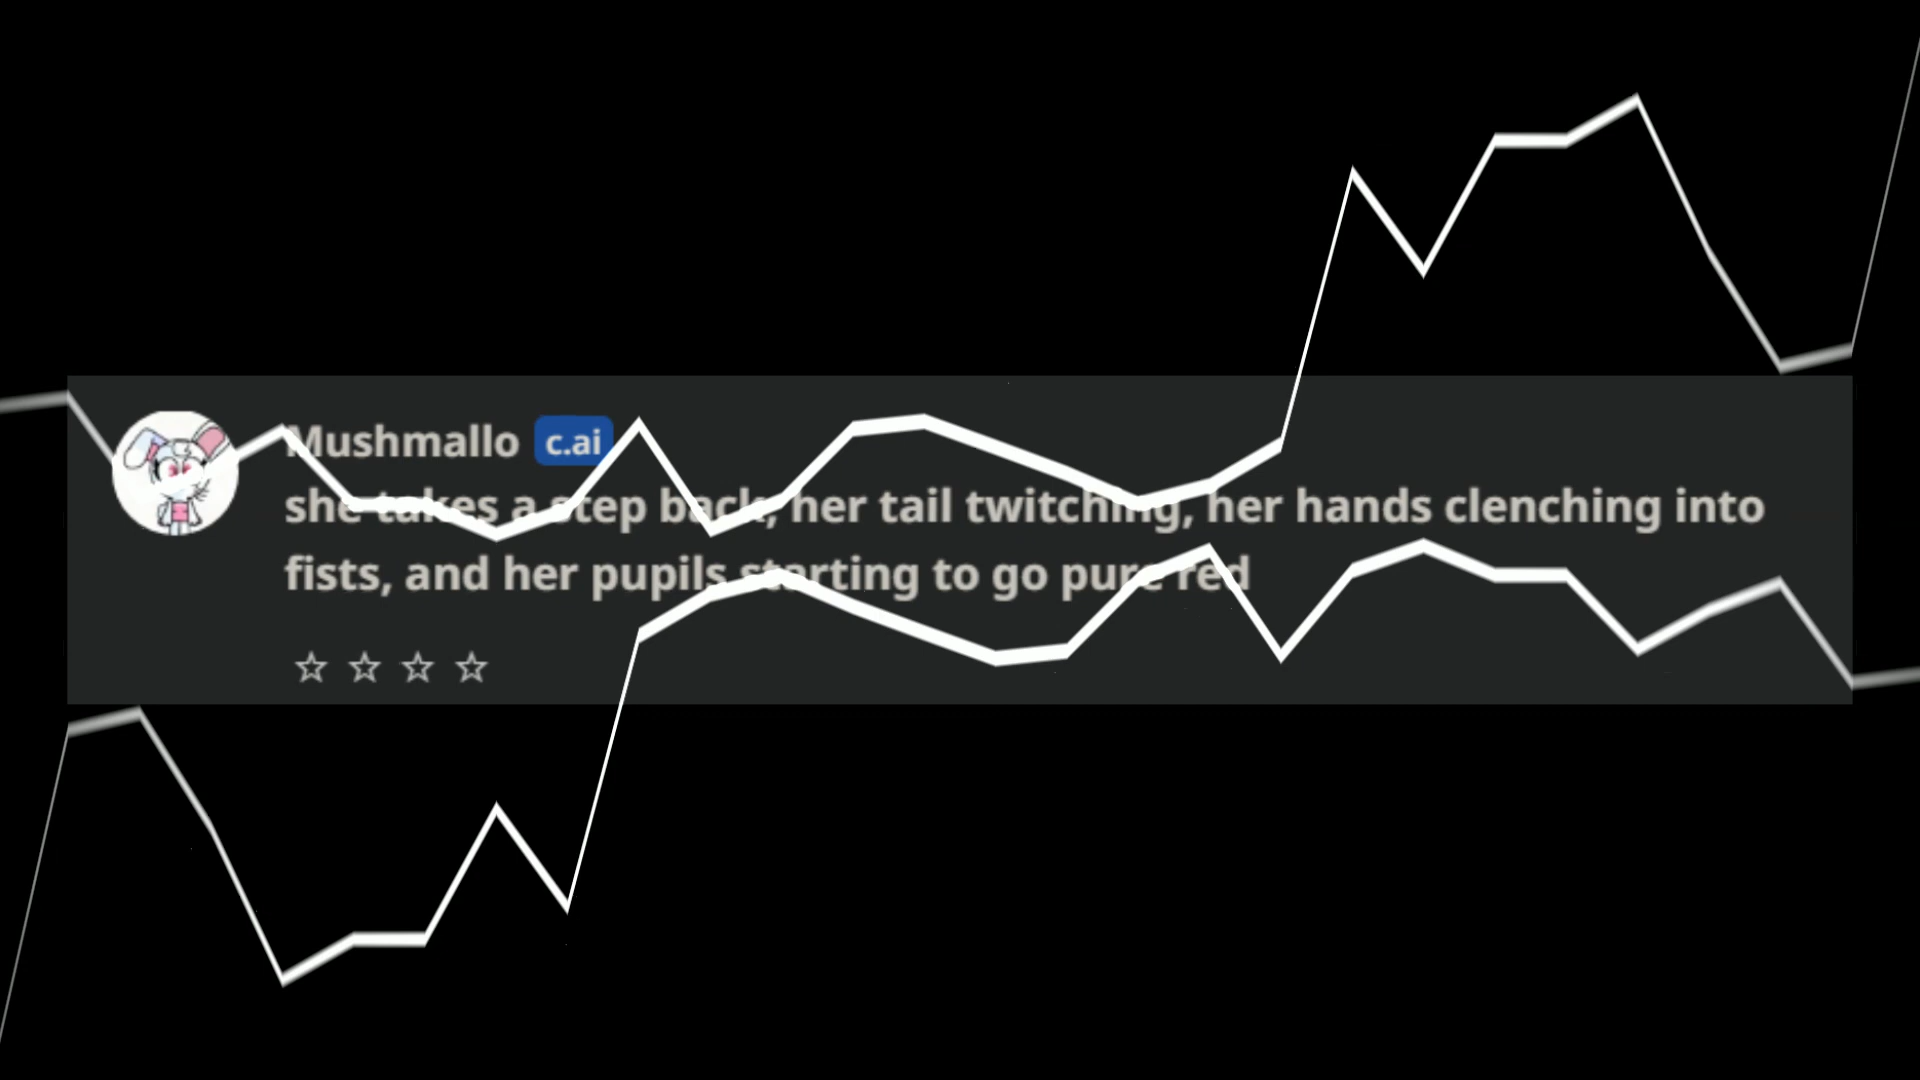 Mushmallo c.ai
she takes a step back, her tail twitching, her hands clenching into
fists, and her pupils starting to go pure red